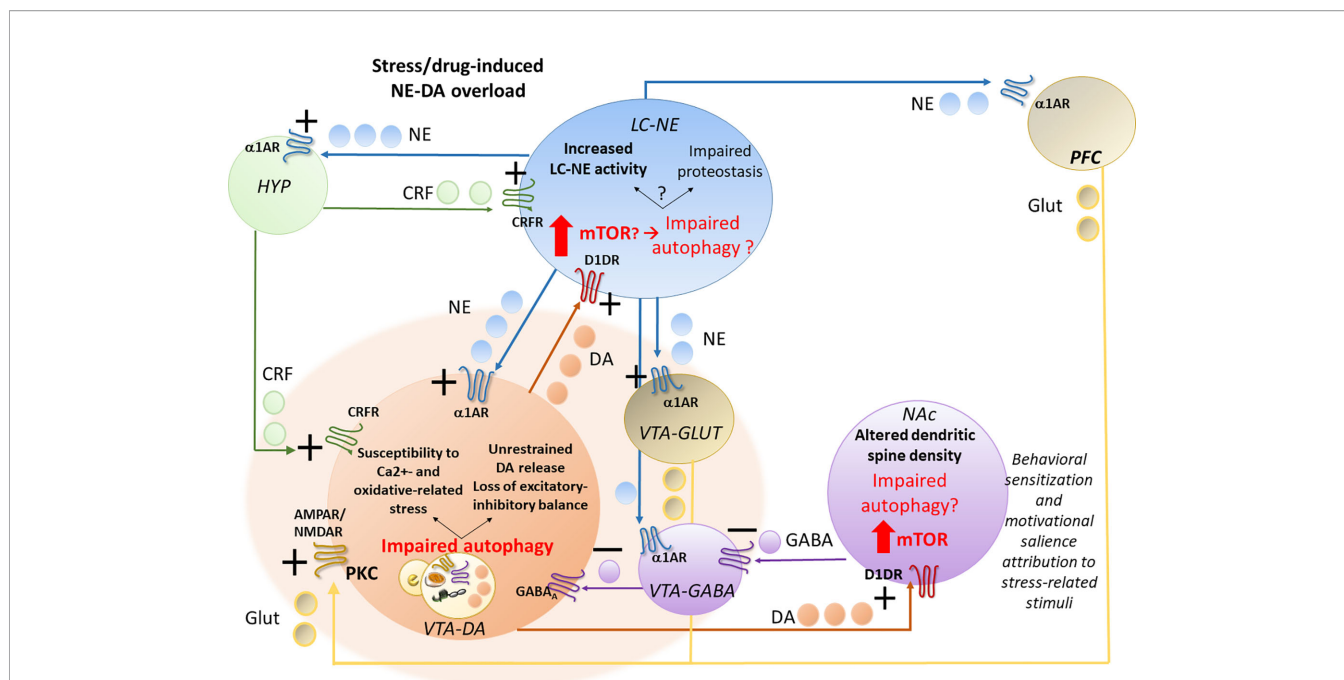 Stress/drug-induced
NE-DA overload
NE
α1AR
HYP
CRF
LC-NE
Increased
LC-NE activity
Impaired
proteostasis
?
CRFR
mTOR?
Impaired
autophagy ?
D1DR
NE
α1AR
PFC
Glut
NE
DA
NE
CRF
CRFR
α1AR
Susceptibility to
Ca2+- and
oxidative-related
stress
Unrestrained
DA release
Loss of excitatory-
inhibitory balance
AMPAR/
NMDAR
PKC
Impaired autophagy
e
VTA-DA
GABAA
Glut
α1AR
VTA-GLUT
α1AR
VTA-GABA
GABA
DA
NAc
Altered dendritic
spine density
Impaired
autophagy?
mTOR
D1DR
Behavioral
sensitization
and
motivational
salience
attribution to
stress-related
stimuli